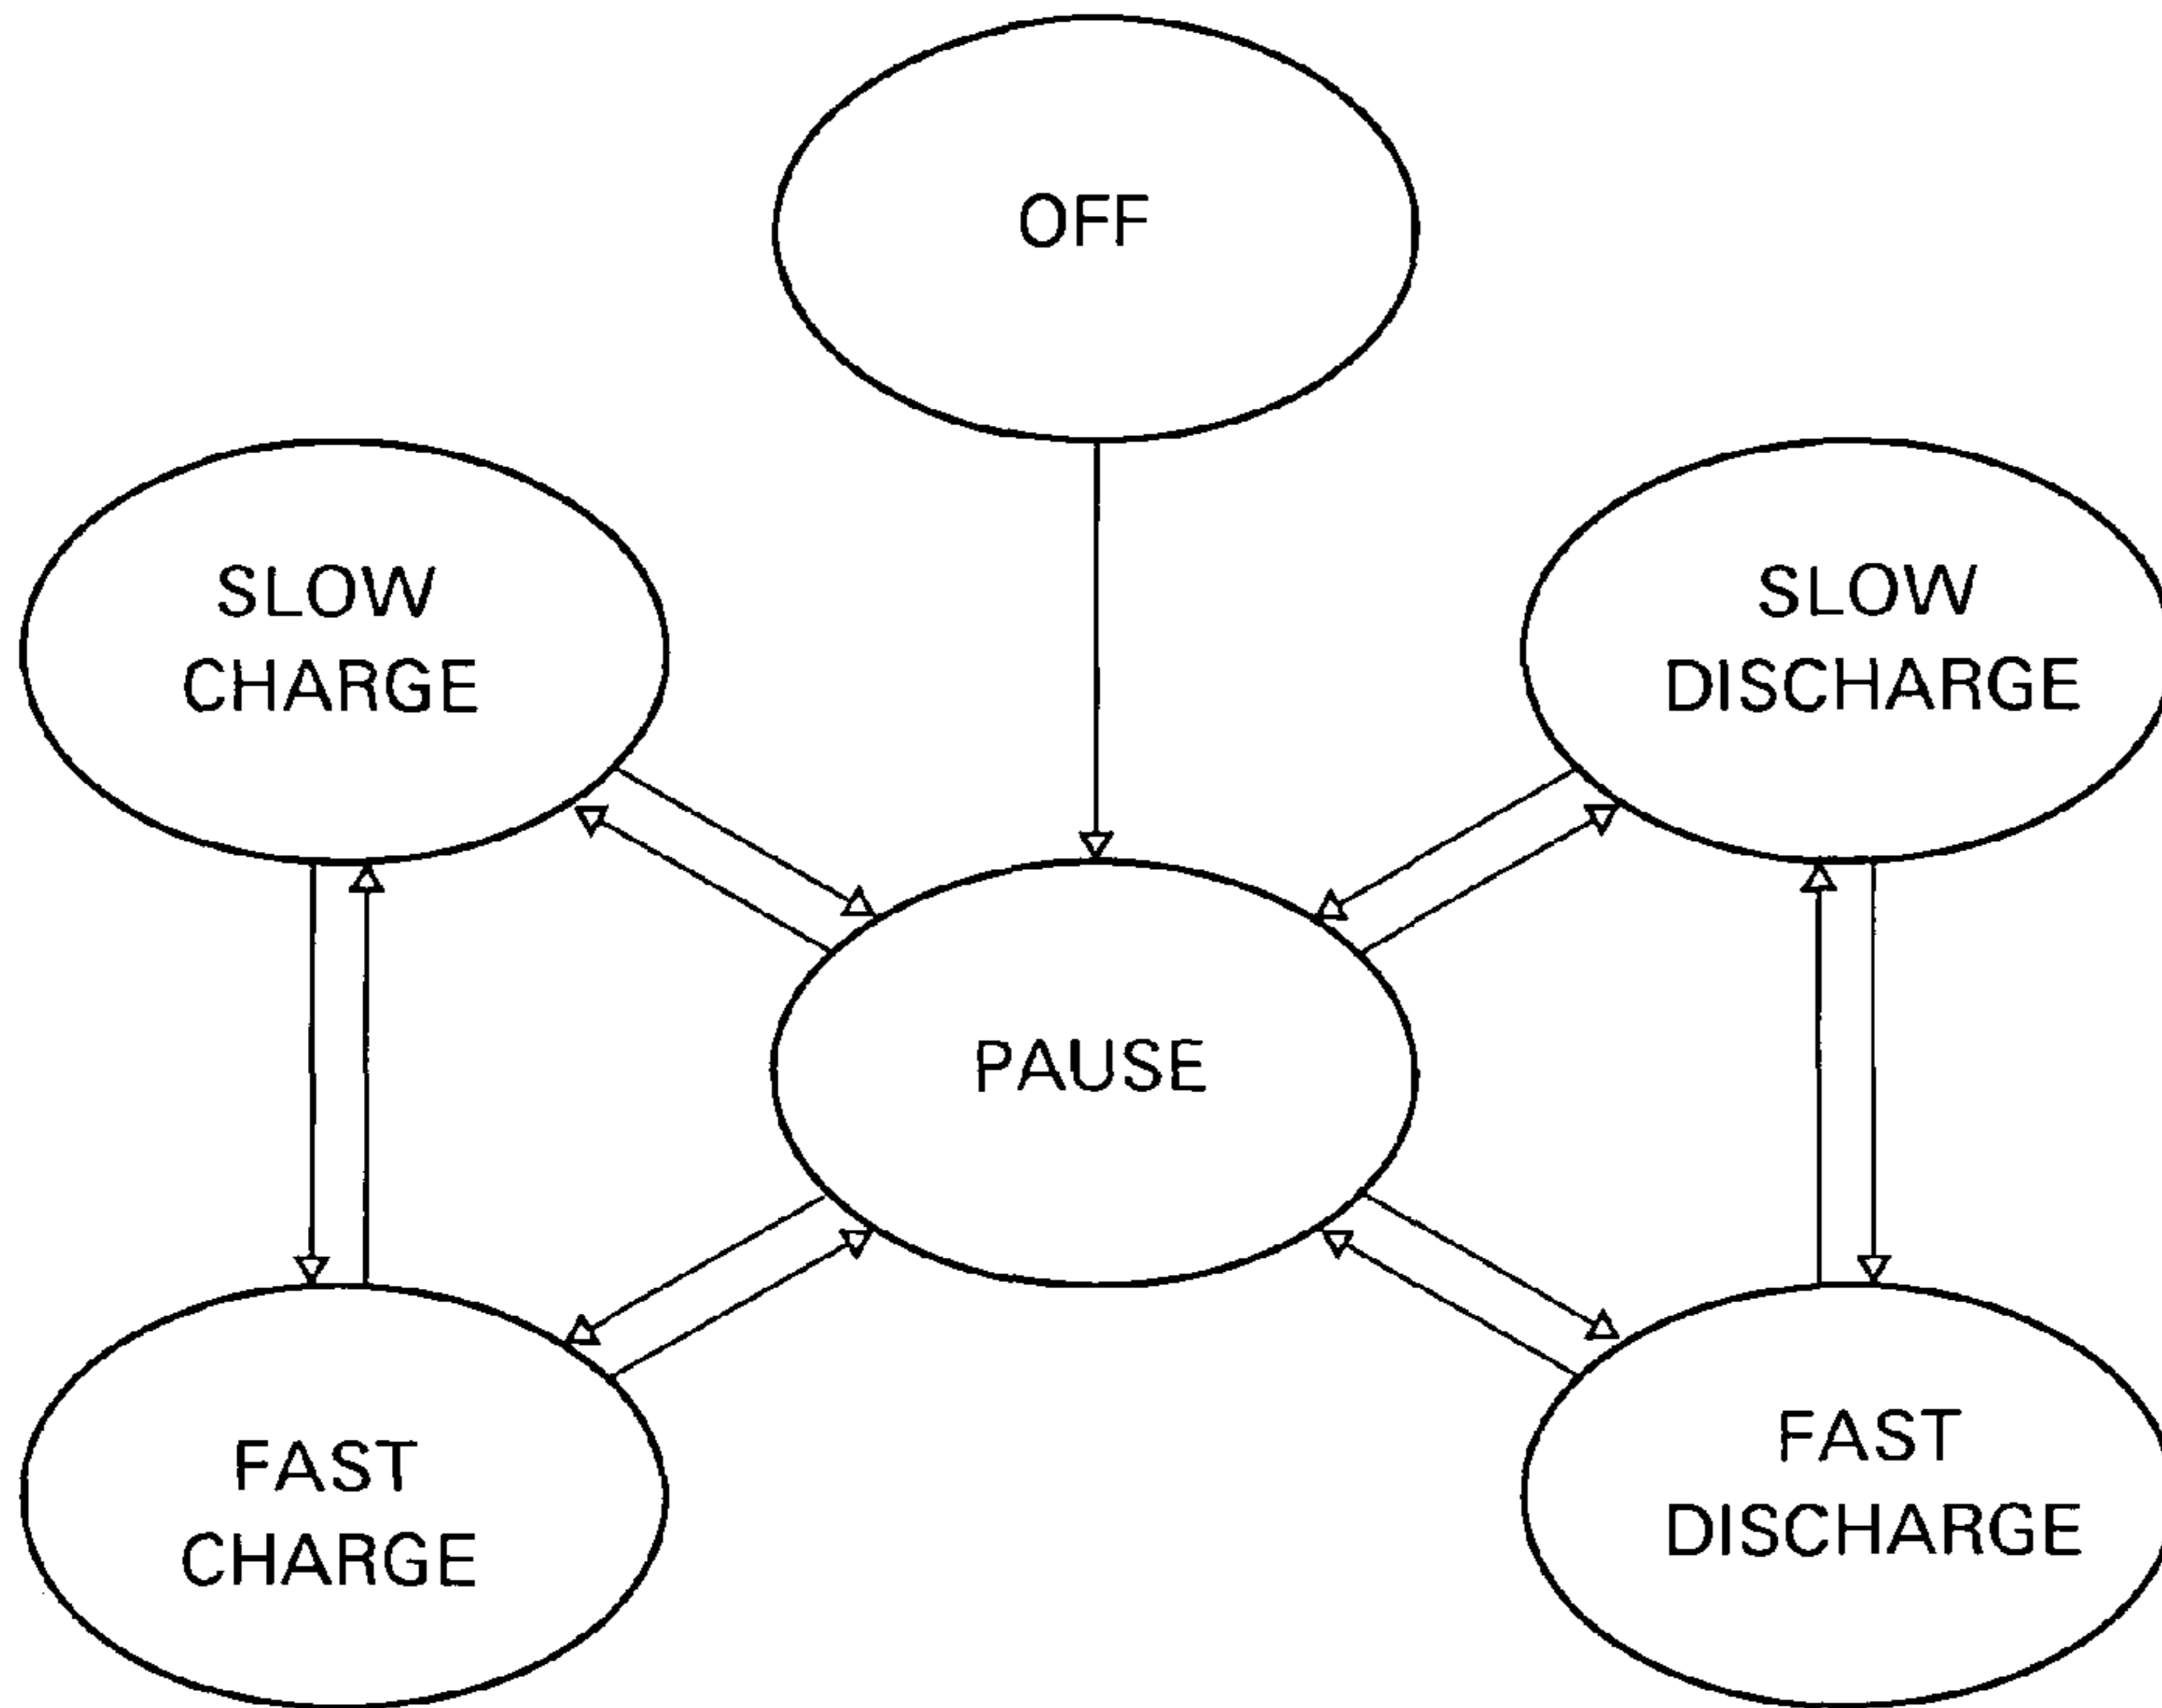 OFF
SLOW
CHARGE
SLOW
DISCHARGE
PAUSE
FAST
CHARGE
FAST
DISCHARGE